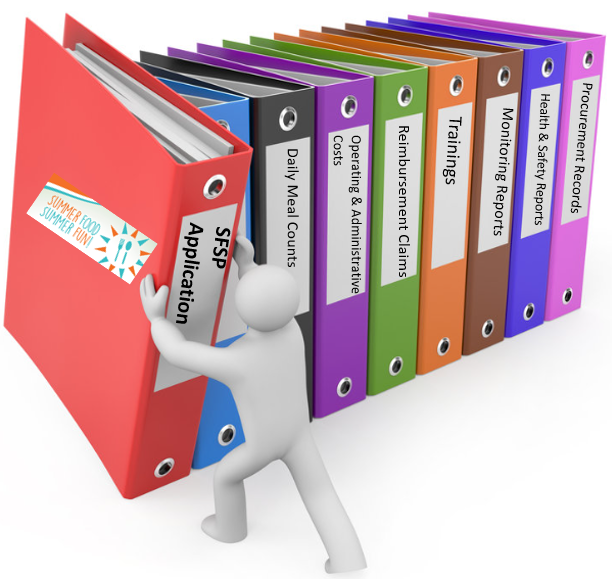 SUMMER FOOD
SUMMER FUN!
SFSP
Application
Daily Meal Counts
Operating & Administrative
Costs
Reimbursement Claims
Trainings
Monitoring Reports
Health & Safety Reports
Procurement Records